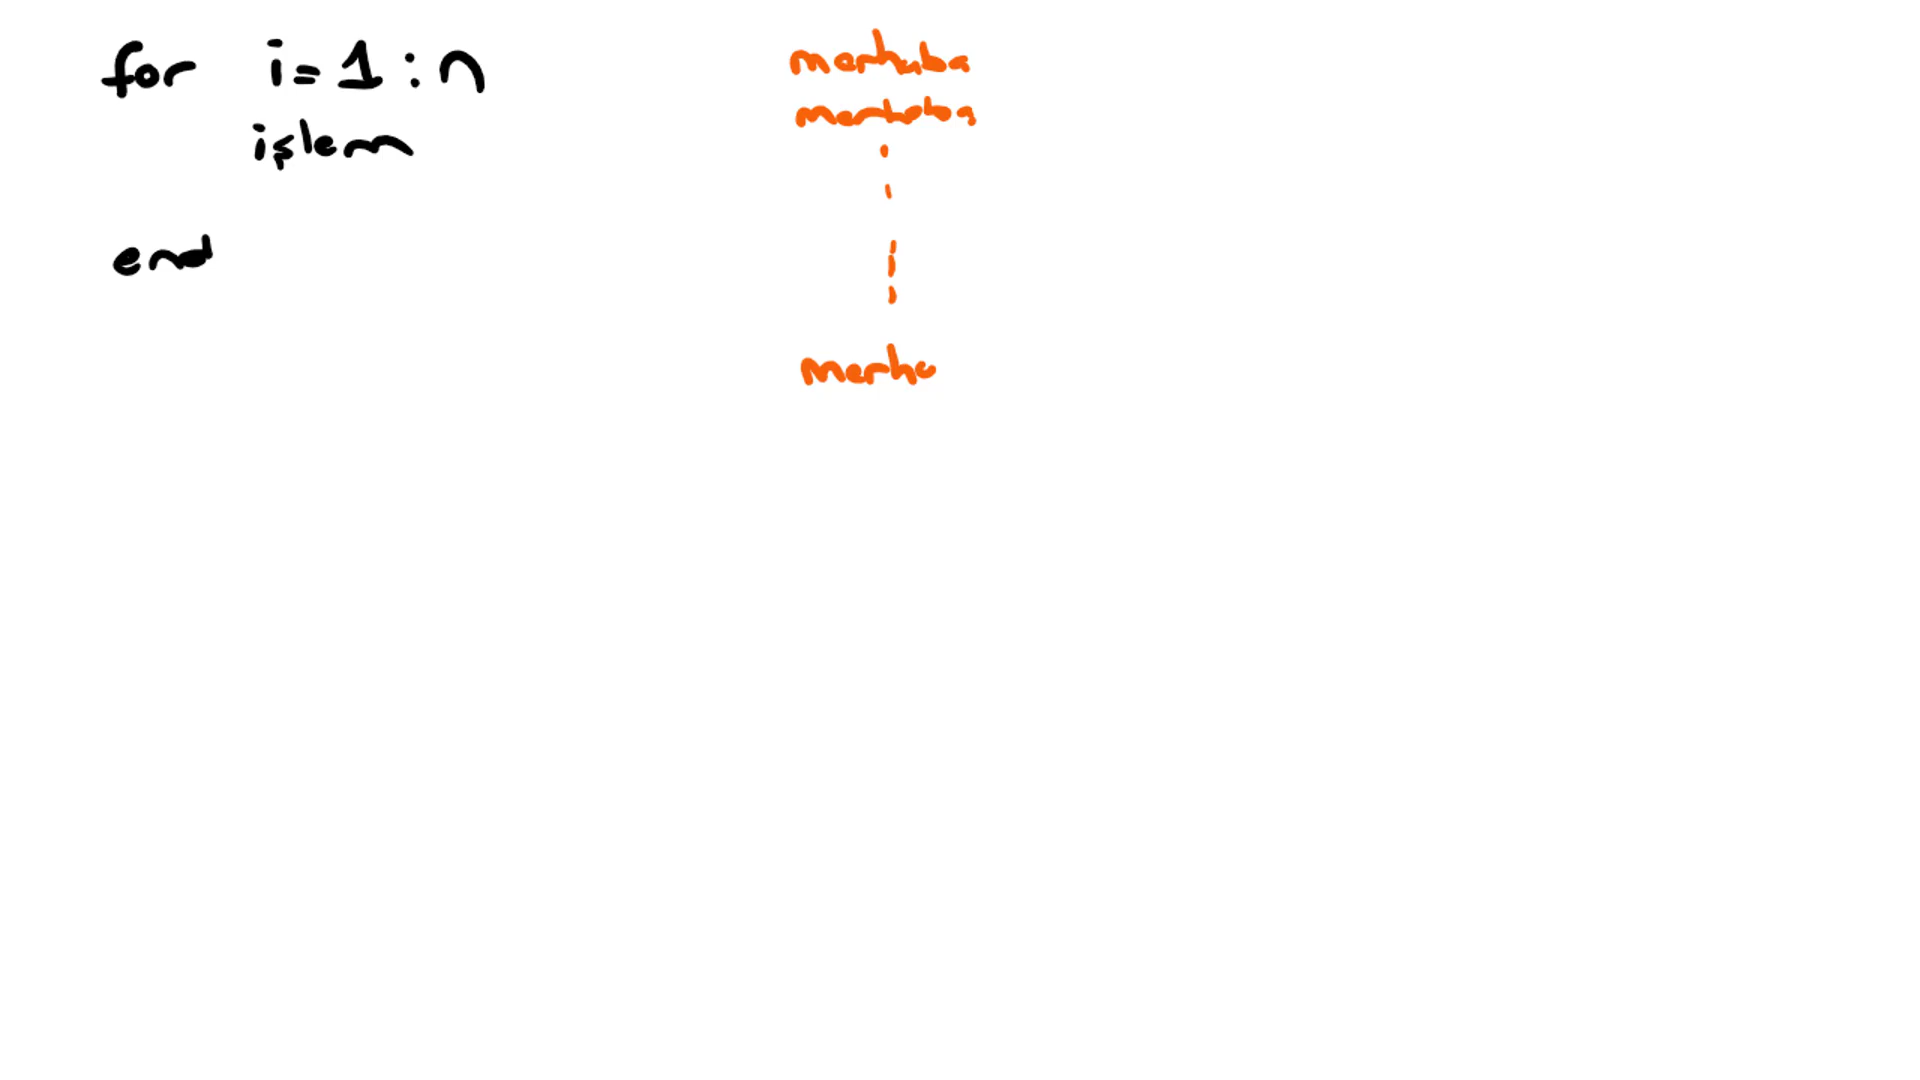 for i=1:n
işlem
end
merhaba
merhaba
merha